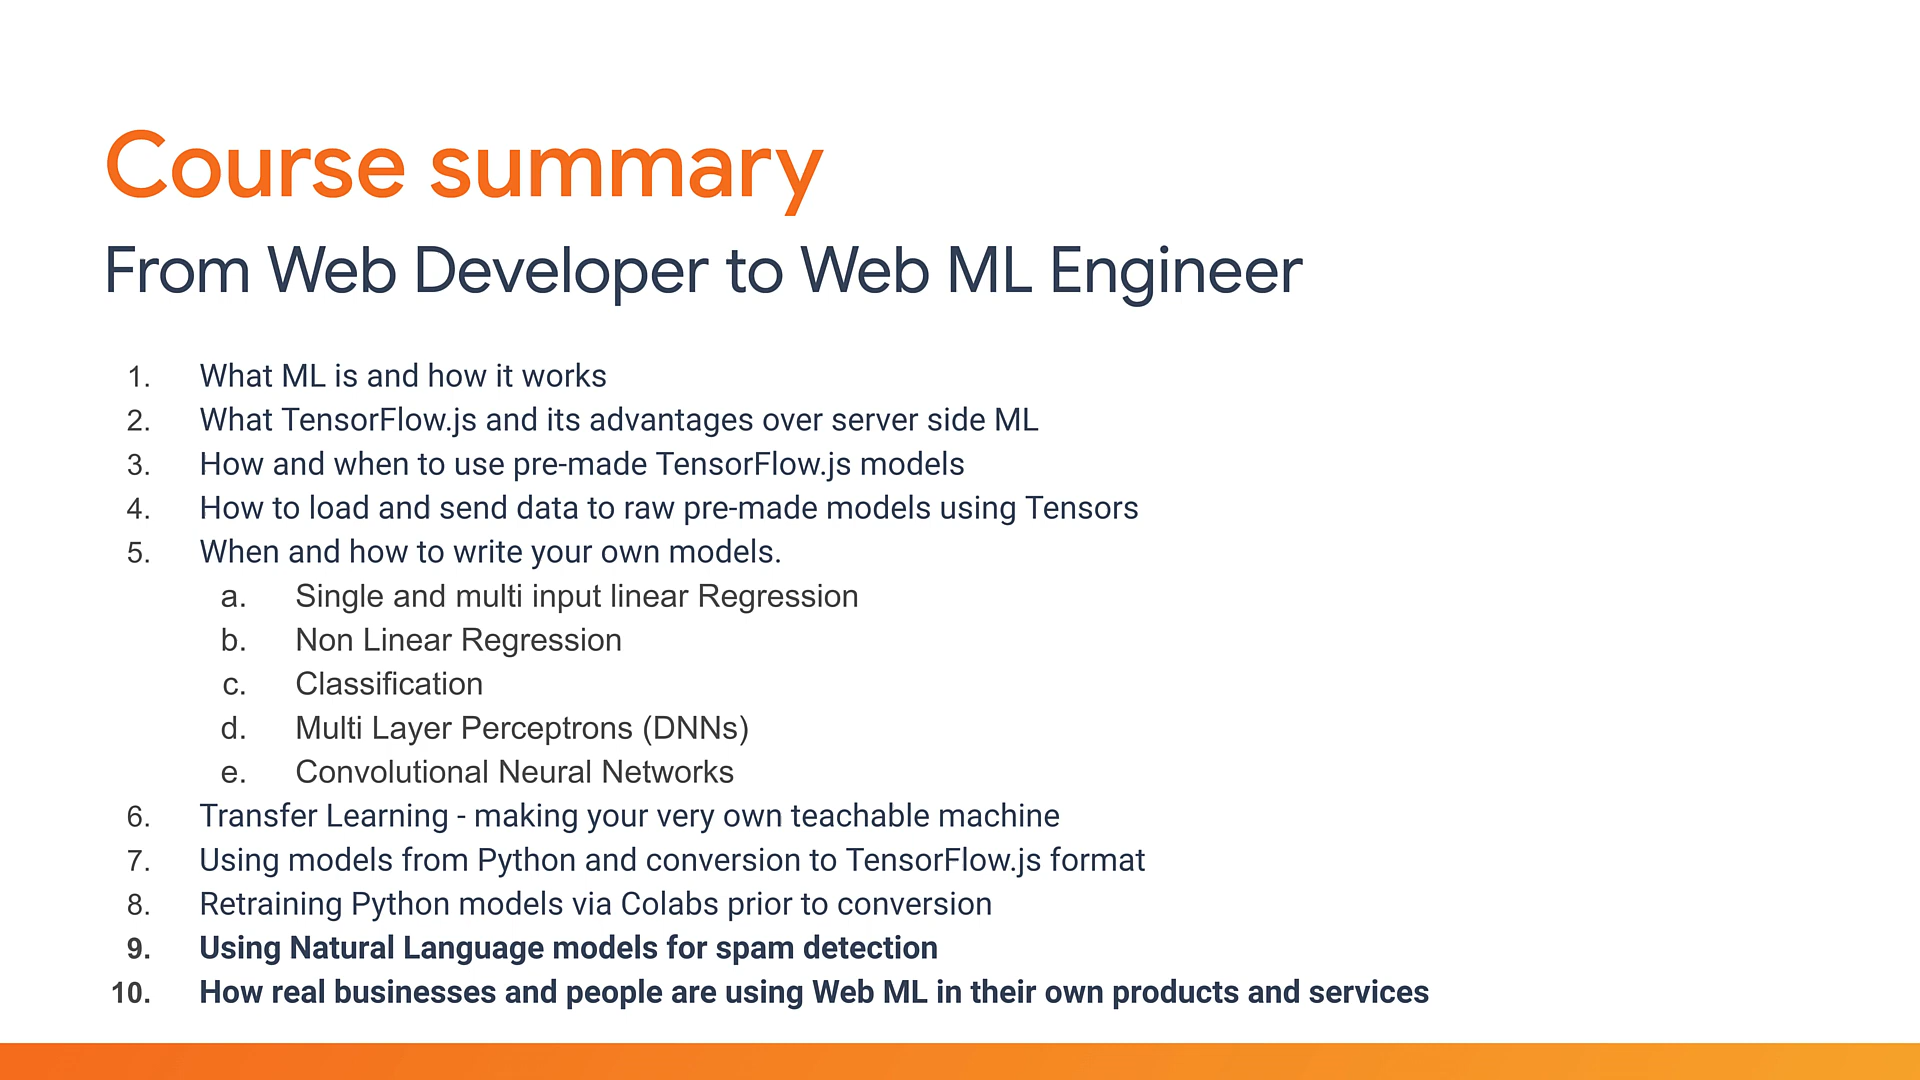 Course summary
From Web Developer to Web ML Engineer
1. What ML is and how it works
2. What TensorFlow.js and its advantages over server side ML
3. How and when to use pre-made TensorFlow.js models
4. How to load and send data to raw pre-made models using Tensors
5. When and how to write your own models.
a. Single and multi input linear Regression
b. Non Linear Regression
c. Classification
d. Multi Layer Perceptrons (DNNs)
e. Convolutional Neural Networks
6. Transfer Learning - making your very own teachable machine
7. Using models from Python and conversion to TensorFlow.js format
8. Retraining Python models via Colabs prior to conversion
9. Using Natural Language models for spam detection
10. How real businesses and people are using Web ML in their own products and services